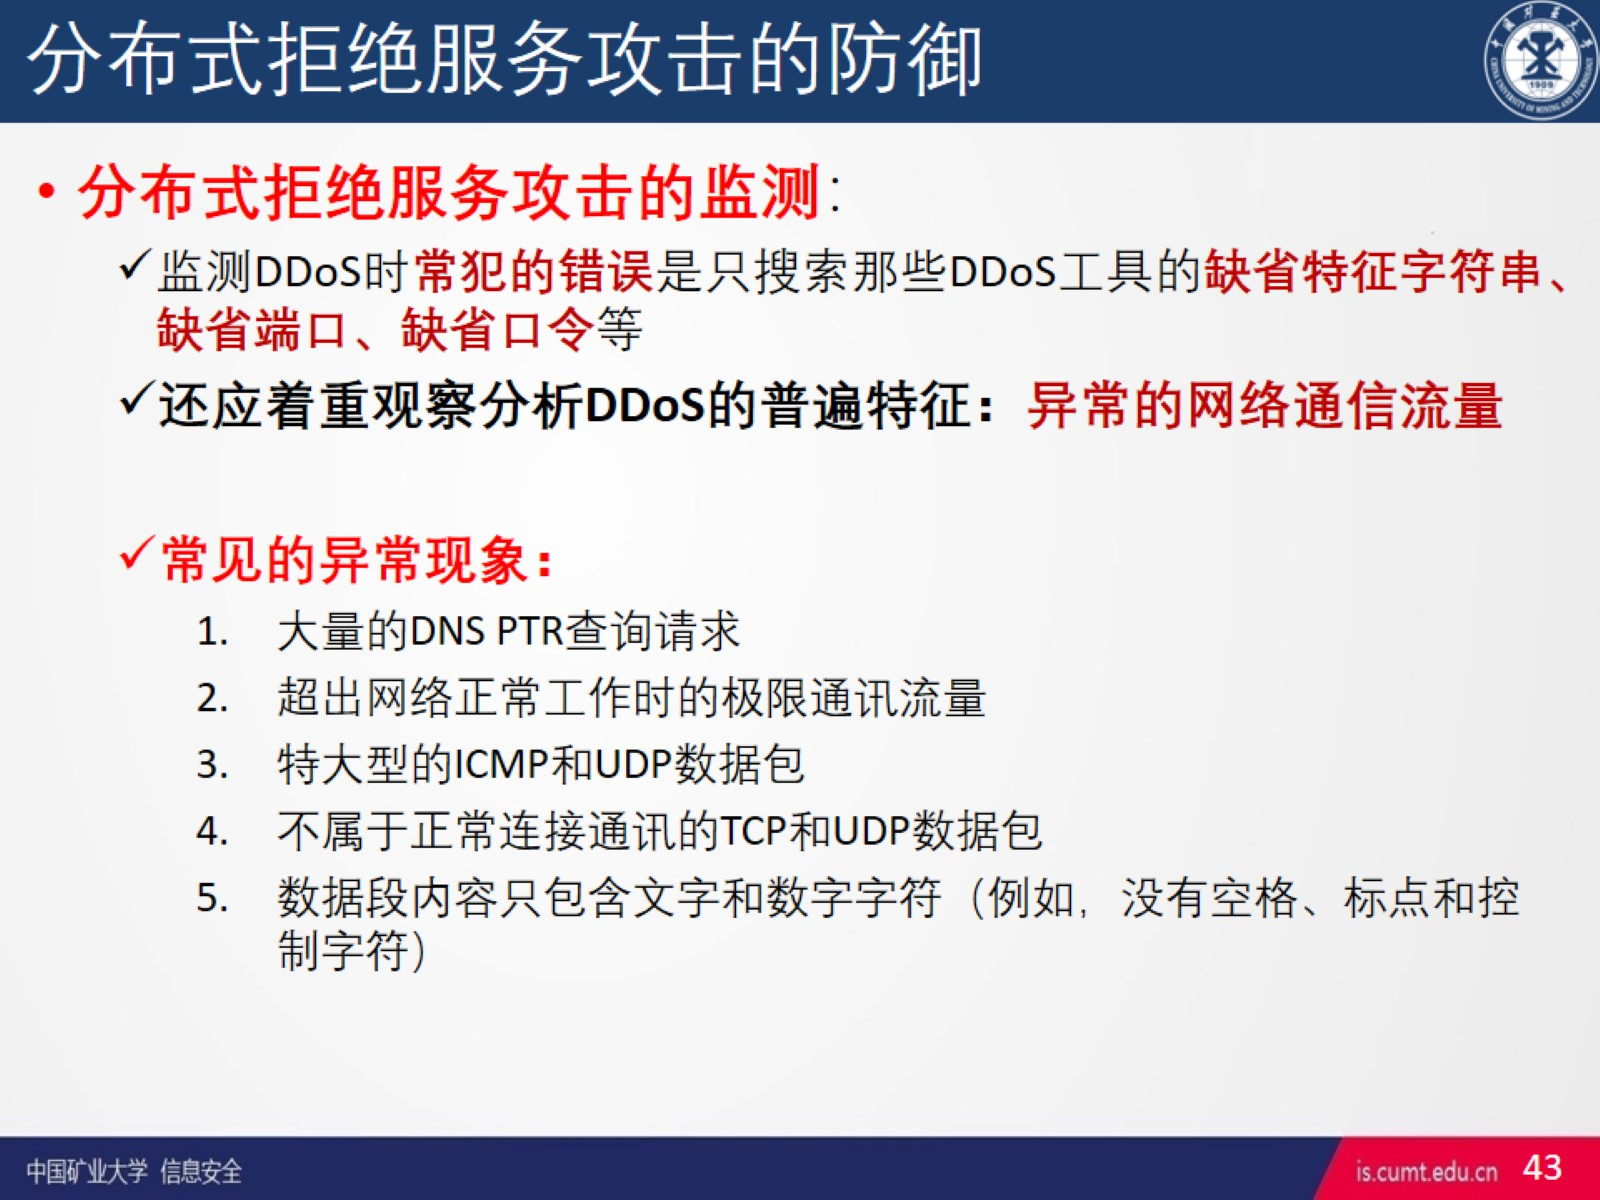 分布式拒绝服务攻击的防御
• 分布式拒绝服务攻击的监测：
✓监测DDoS时常犯的错误是只搜索那些DDoS工具的缺省特征字符串、
缺省端口、缺省口令等
✓还应着重观察分析DDoS的普遍特征：异常的网络通信流量
✓常见的异常现象：
1. 大量的DNS PTR查询请求
2. 超出网络正常工作时的极限通讯流量
3. 特大型的ICMP和UDP数据包
4. 不属于正常连接通讯的TCP和UDP数据包
5. 数据段内容只包含文字和数字字符（例如，没有空格、标点和控
制字符）
中国矿业大学 信息安全
is.cumt.edu.cn 43
CHINA UNIVERSITY OF MINING AND TECHNOLOGY
1909